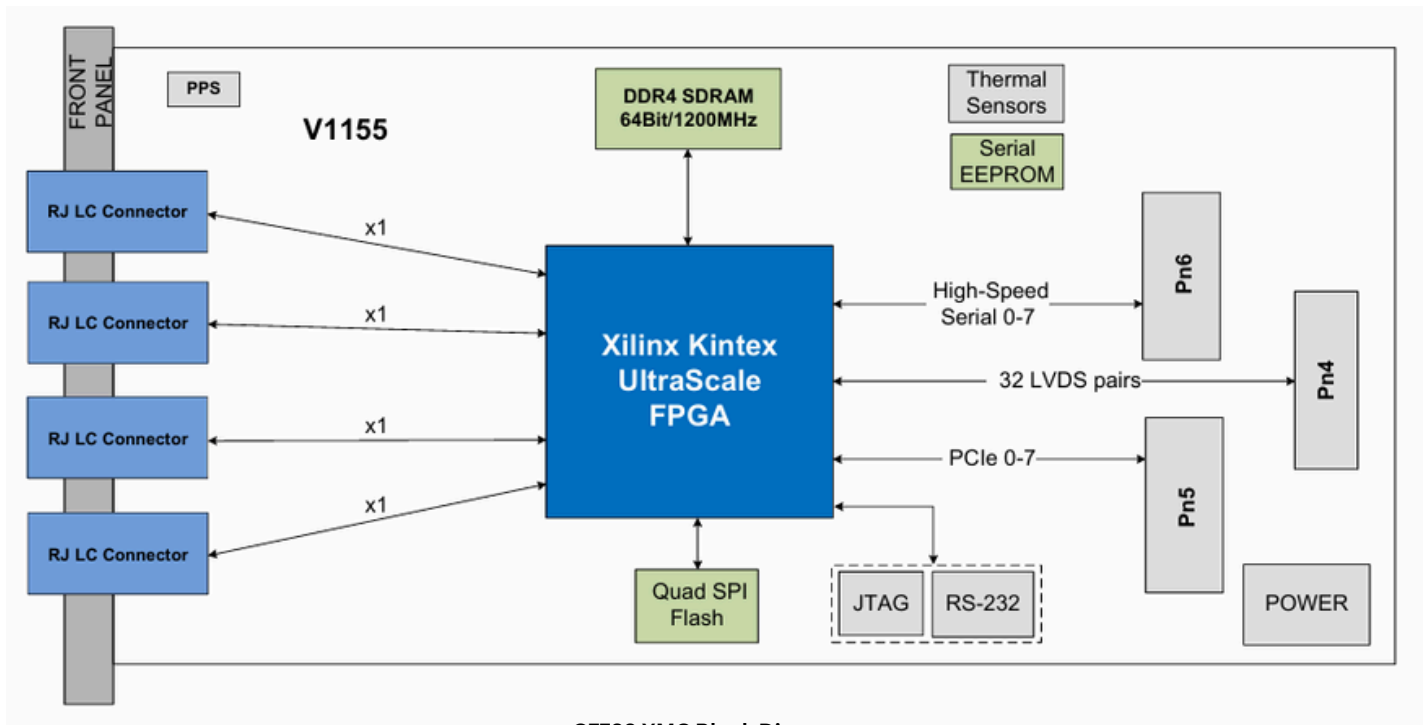 FRONT
PANEL
PPS
V1155
DDR4 SDRAM
64Bit/1200MHz
Thermal
Sensors
Serial
EEPROM
RJ LC Connector
x1
RJ LC Connector
x1
RJ LC Connector
x1
RJ LC Connector
x1
Xilinx Kintex
UltraScale
FPGA
High-Speed
Serial 0-7
Pn6
32 LVDS pairs
Pn4
PCIe 0-7
Pn5
Quad SPI
Flash
JTAG
RS-232
POWER